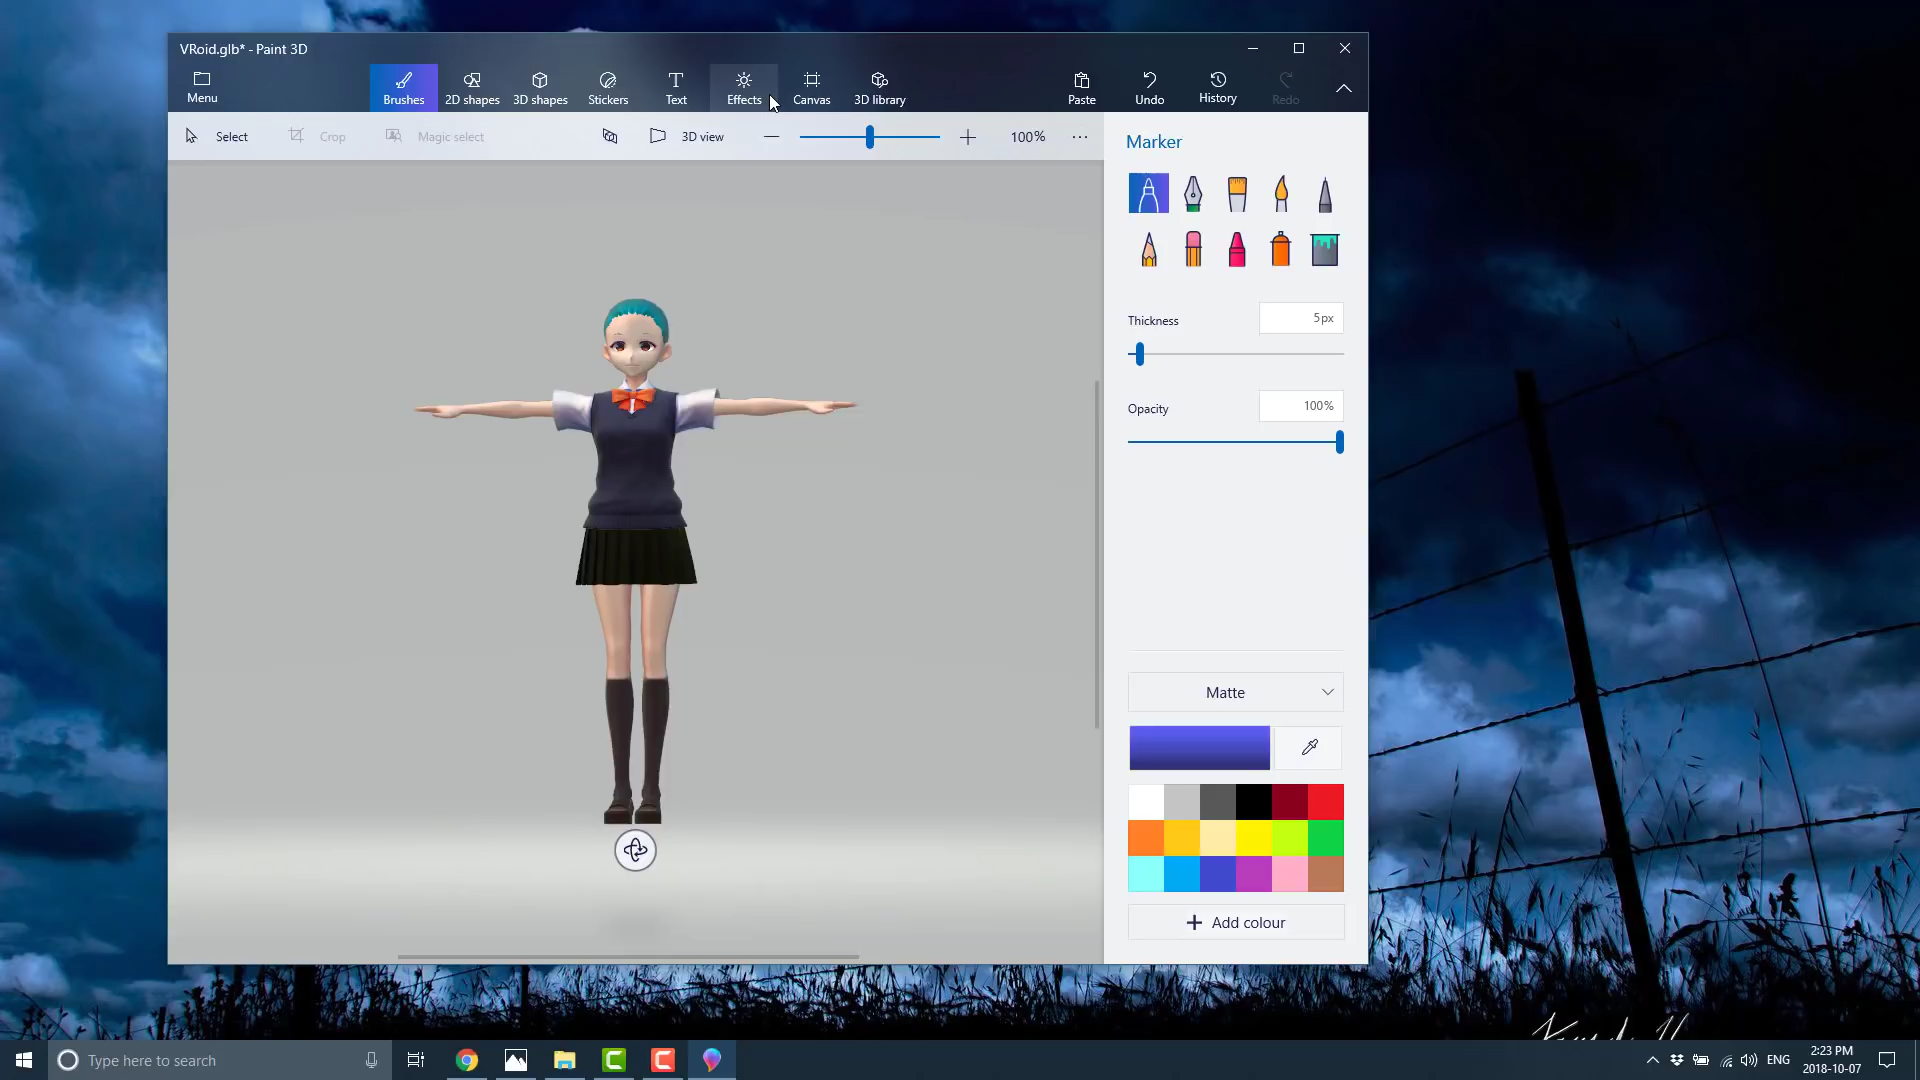 VRoid.glb* - Paint 3D
Menu
Brushes
2D shapes
3D shapes
Stickers
Text
Effects
Canvas
3D library
Paste
Undo
History
Redo
Select
Crop
Magic select
3D view
100%
Marker
Thickness
5px
Opacity
100%
Matte
Add colour
Type here to search
ENG
2:23 PM
2018-10-07